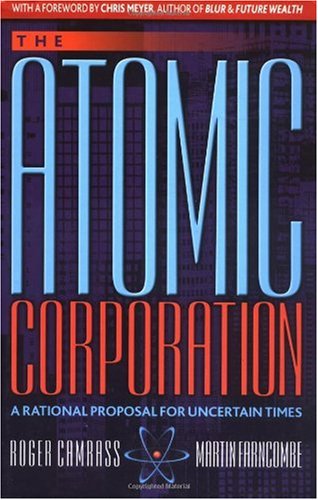 WITH A FOREWORD BY CHRIS MEYER, AUTHOR OF BLUR & FUTURE WEALTH
THE
ATOMIC
CORPORATION
A RATIONAL PROPOSAL FOR UNCERTAIN TIMES
ROGER CAMRASS MARTIN FARNCOMBE